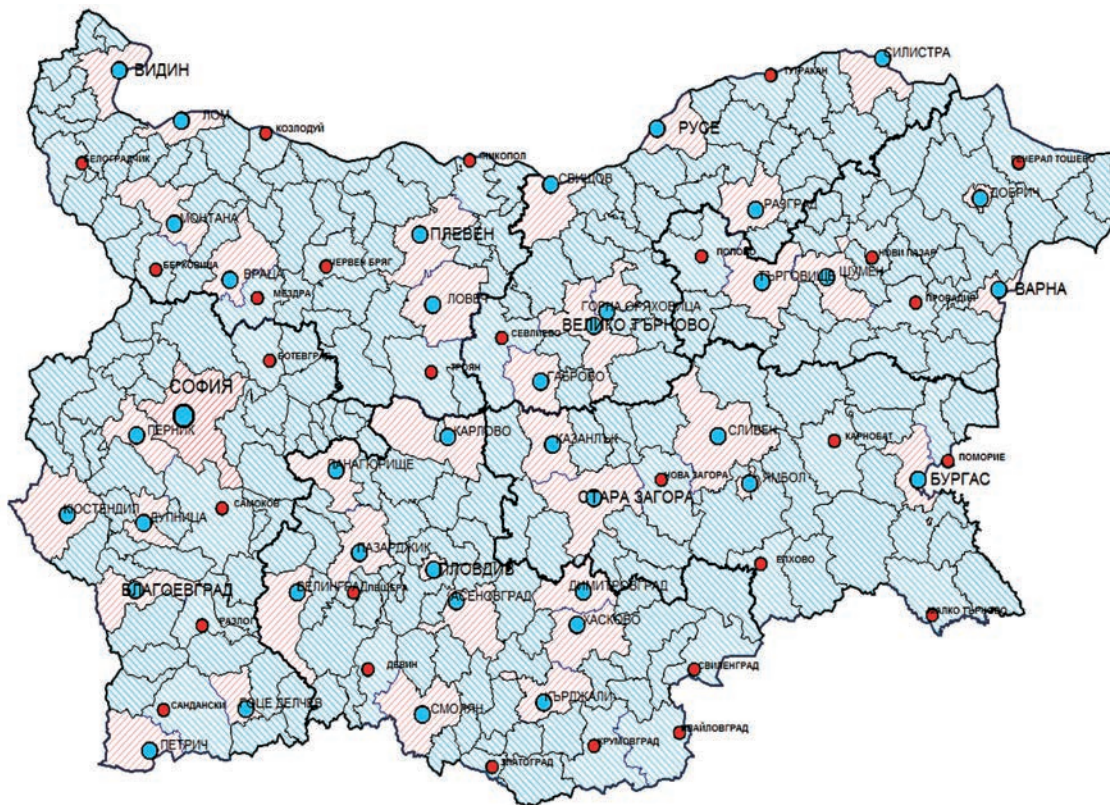 СИЛИСТРА
ВИДИН
ТУТРАКАН
ЛОМ
РУСЕ
КОЗЛОДУЙ
БЕЛОГРАДЧИК
НИКОПОЛ
ГЕНЕРАЛ ТОШЕВО
СВИЩОВ
ДОБРИЧ
РАЗГРАД
МОНТАНА
ПЛЕВЕН
ПОПОВО
НОВИ ПАЗАР
БЕРКОВИЦА
ЧЕРВЕН БРЯГ
ВРАЦА
ТЪРГОВИЩЕ
ШУМЕН
ВАРНА
МЕЗДРА
ЛОВЕЧ
ГОРНА ОРЯХОВИЦА
ПРОВАДИЯ
ВЕЛИКО ТЪРНОВО
СЕВЛИЕВО
БОТЕВГРАД
ТРОЯН
ГАБРОВО
СОФИЯ
ПЕРНИК
КАРЛОВО
КАЗАНЛЪК
СЛИВЕН
КАРНОБАТ
ПОМОРИЕ
ПАНАГЮРИЩЕ
НОВА ЗАГОРА
ЯМБОЛ
БУРГАС
СТАРА ЗАГОРА
КЮСТЕНДИЛ
ДУПНИЦА
САМОКОВ
ПАЗАРДЖИК
ПЛОВДИВ
ЕЛХОВО
БЛАГОЕВГРАД
ВЕЛИНГРАД
ПЕЩЕРА
АСЕНОВГРАД
ДИМИТРОВГРАД
МАЛКО ТЪРНОВО
РАЗЛОГ
ХАСКОВО
ДЕВИН
СВИЛЕНГРАД
САНДАНСКИ
ГОЦЕ ДЕЛЧЕВ
СМОЛЯН
КЪРДЖАЛИ
ИВАЙЛОВГРАД
ПЕТРИЧ
КРУМОВГРАД
ЗЛАТОГРАД